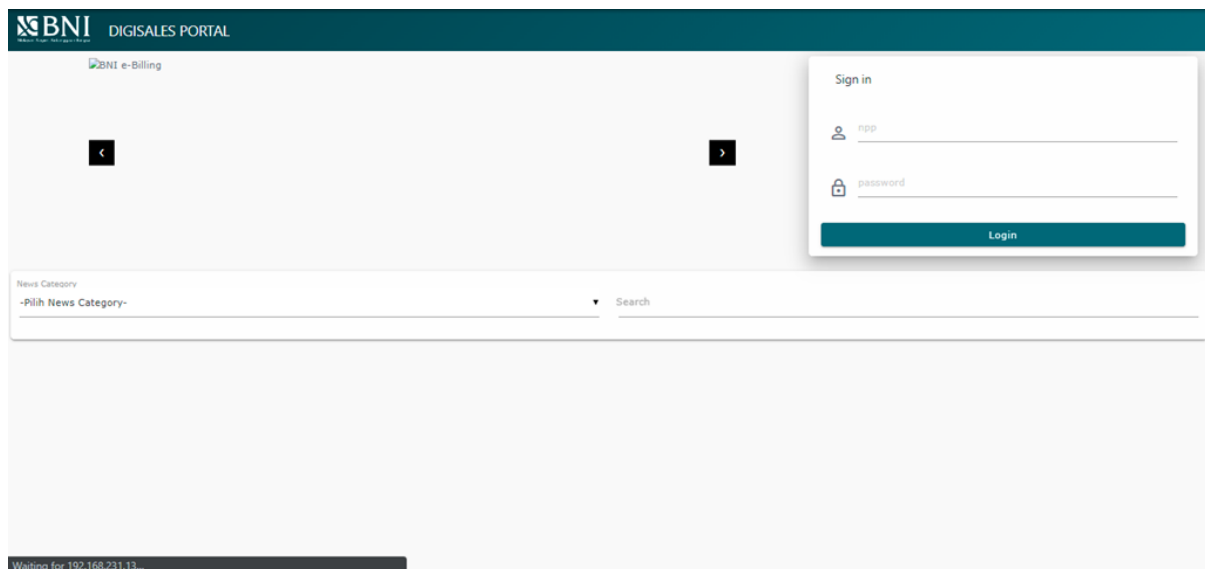 BNI DIGISALES PORTAL
BNI e-Billing
Sign in
npp
password
Login
News Category
-Pilih News Category-
Search
Waiting for 192.168.231.13...